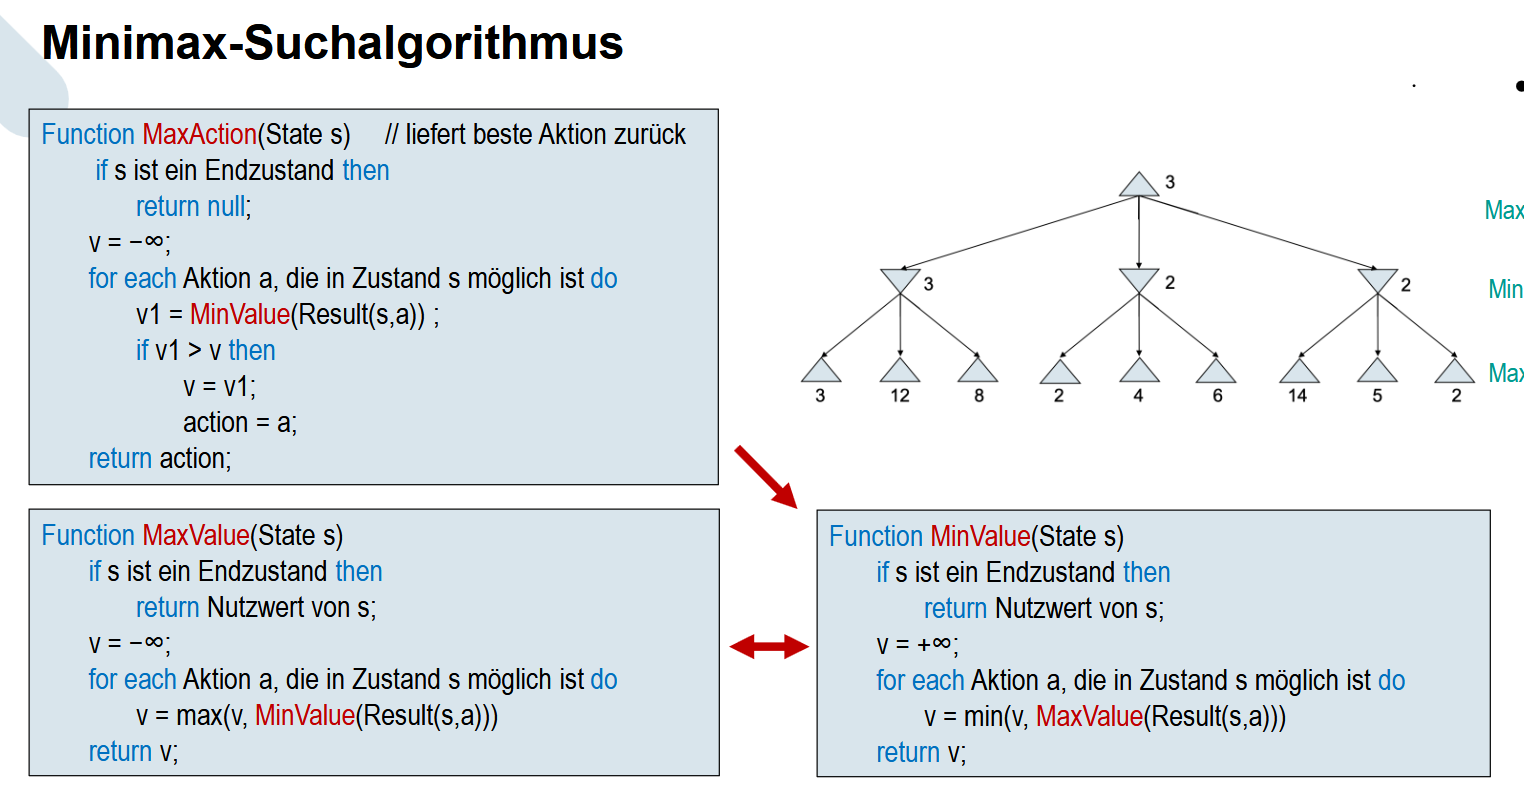 Minimax-Suchalgorithmus
Function MaxAction(State s) // liefert beste Aktion zurück
if s ist ein Endzustand then
return null;
v = −∞;
for each Aktion a, die in Zustand s möglich ist do
v1 = MinValue(Result(s,a)) ;
if v1 > v then
v = v1;
action = a;
return action;
3
Max
3 2 2
Min
Max
3 12 8 2 4 6 14 5 2
Function MaxValue(State s)
if s ist ein Endzustand then
return Nutzwert von s;
v = −∞;
for each Aktion a, die in Zustand s möglich ist do
v = max(v, MinValue(Result(s,a)))
return v;
Function MinValue(State s)
if s ist ein Endzustand then
return Nutzwert von s;
v = +∞;
for each Aktion a, die in Zustand s möglich ist do
v = min(v, MaxValue(Result(s,a)))
return v;